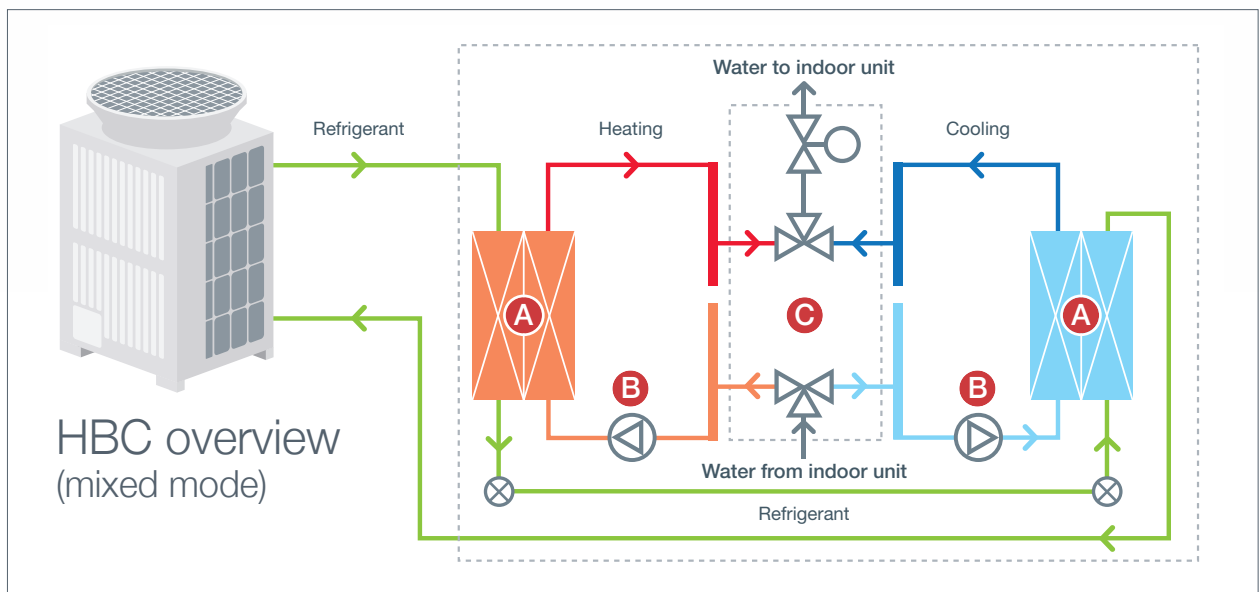 Water to indoor unit
Refrigerant
Heating
Cooling
A
C
A
B
B
HBC overview
(mixed mode)
Water from indoor unit
Refrigerant